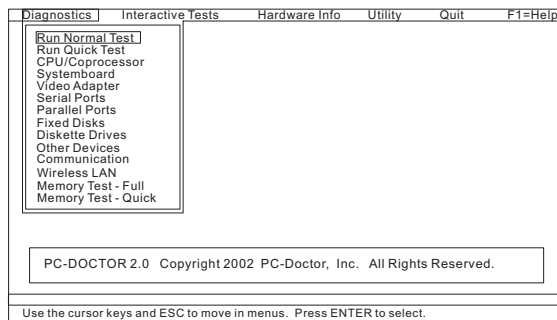 Diagnostics Interactive Tests Hardware Info Utility Quit F1=Help
Run Normal Test
Run Quick Test
CPU/Coprocessor
Systemboard
Video Adapter
Serial Ports
Parallel Ports
Fixed Disks
Diskette Drives
Other Devices
Communication
Wireless LAN
Memory Test - Full
Memory Test - Quick
PC-DOCTOR 2.0 Copyright 2002 PC-Doctor, Inc. All Rights Reserved.
Use the cursor keys and ESC to move in menus. Press ENTER to select.